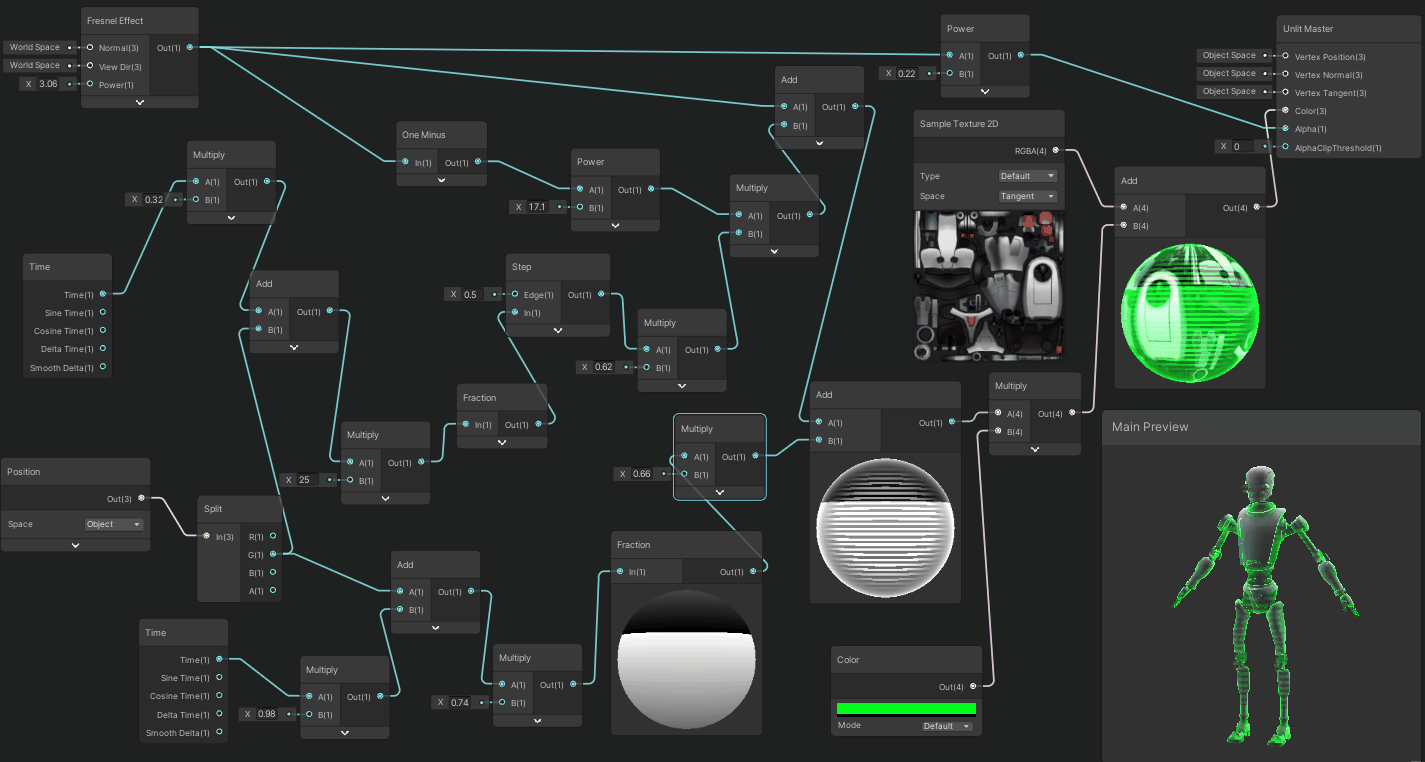 Fresnel Effect
World Space
Normal(3)
Out(1)
World Space
View Dir(3)
X 3.06
Power(1)
Power
A(1)
Out(1)
X 0.22
B(1)
Unlit Master
Object Space
Vertex Position(3)
Object Space
Vertex Normal(3)
Object Space
Vertex Tangent(3)
Color(3)
Alpha(1)
X 0
AlphaClipThreshold(1)
Add
A(1)
Out(1)
B(1)
One Minus
In(1)
Out(1)
Multiply
A(1)
Out(1)
X 0.32
B(1)
Power
A(1)
Out(1)
X 17.1
B(1)
Multiply
A(1)
Out(1)
B(1)
Sample Texture 2D
RGBA(4)
Type
Default
Space
Tangent
Add
A(4)
Out(4)
B(4)
Time
Time(1)
Sine Time(1)
Cosine Time(1)
Delta Time(1)
Smooth Delta(1)
Add
A(1)
Out(1)
B(1)
Step
X 0.5
Edge(1)
Out(1)
In(1)
Multiply
A(1)
Out(1)
X 0.62
B(1)
Fraction
In(1)
Out(1)
Multiply
A(1)
Out(1)
X 25
B(1)
Multiply
A(1)
Out(1)
X 0.66
B(1)
Add
A(1)
Out(1)
B(1)
Multiply
A(4)
Out(4)
B(4)
Main Preview
Position
Out(3)
Space
Object
Split
In(3)
R(1)
G(1)
B(1)
A(1)
Add
A(1)
Out(1)
B(1)
Fraction
In(1)
Out(1)
Time
Time(1)
Sine Time(1)
Cosine Time(1)
Delta Time(1)
Smooth Delta(1)
Multiply
A(1)
Out(1)
X 0.98
B(1)
Multiply
A(1)
Out(1)
X 0.74
B(1)
Color
Out(4)
Mode
Default